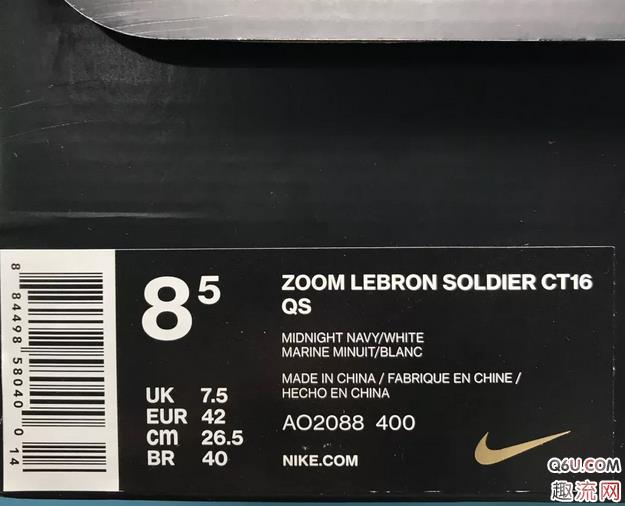 8 84498 58040 0 14
8 5
ZOOM LEBRON SOLDIER CT16
QS
MIDNIGHT NAVY/WHITE
MARINE MINUIT/BLANC
MADE IN CHINA / FABRIQUE EN CHINE /
HECHO EN CHINA
AO2088 400
NIKE.COM
UK 7.5
EUR 42
cm 26.5
BR 40
Q6U.COM
趣流网